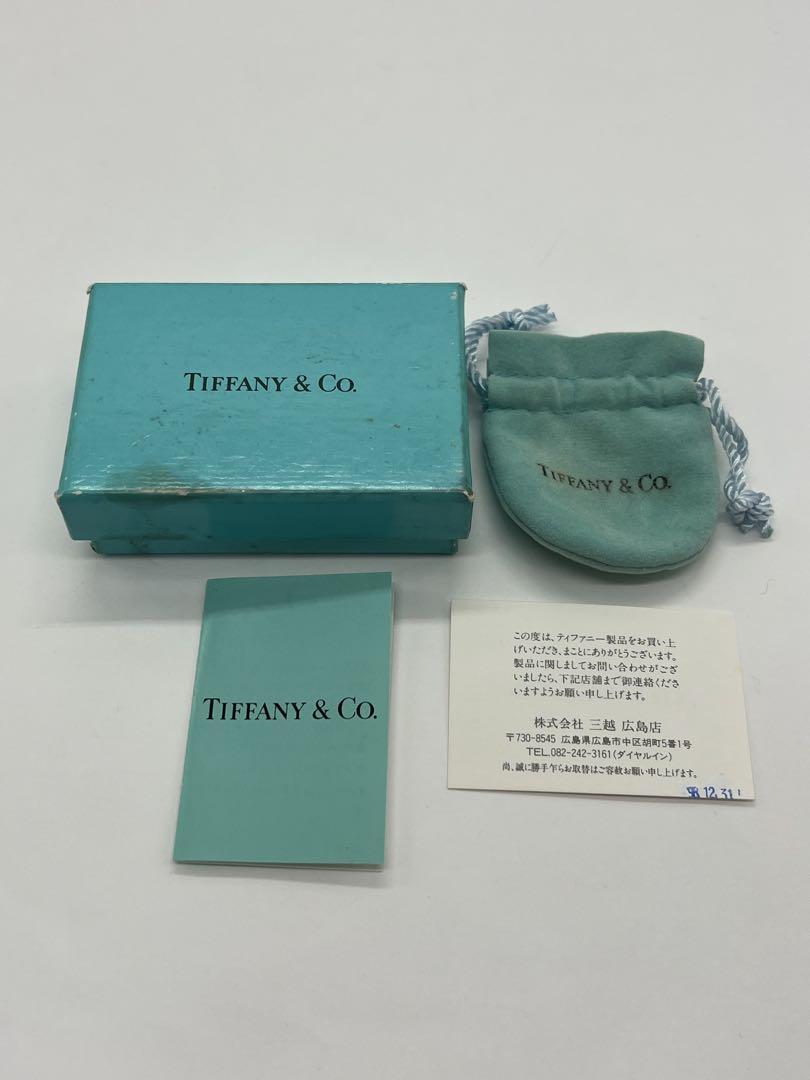 TIFFANY & CO.
TIFFANY & CO.
TIFFANY & CO.
この度は、ティファニー製品をお買い上
げいただき、まことにありがとうございます。
製品に関しましてお問い合わせがござ
いましたら、下記店舗まで御連絡くださ
いますようお願い申し上げます。
株式会社 三越 広島店
〒730-8545 広島県広島市中区胡町5番1号
TEL.082-242-3161(ダイヤルイン)
尚、誠に勝手乍らお取替はご容赦お願い申し上げます。
98.12.31